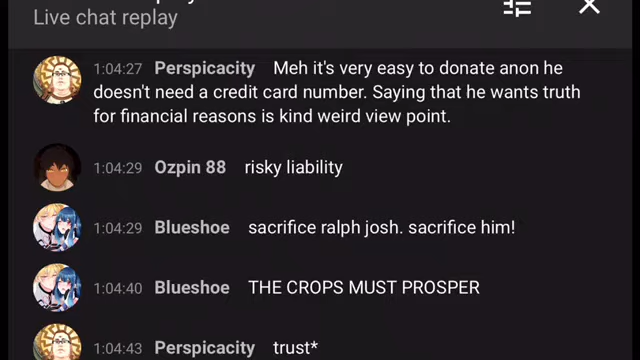 Live chat replay
1:04:27 Perspicacity Meh it's very easy to donate anon he
doesn't need a credit card number. Saying that he wants truth
for financial reasons is kind weird view point.
1:04:29 Ozpin 88 risky liability
1:04:29 Blueshoe sacrifice ralph josh. sacrifice him!
1:04:40 Blueshoe THE CROPS MUST PROSPER
1:04:43 Perspicacity trust*